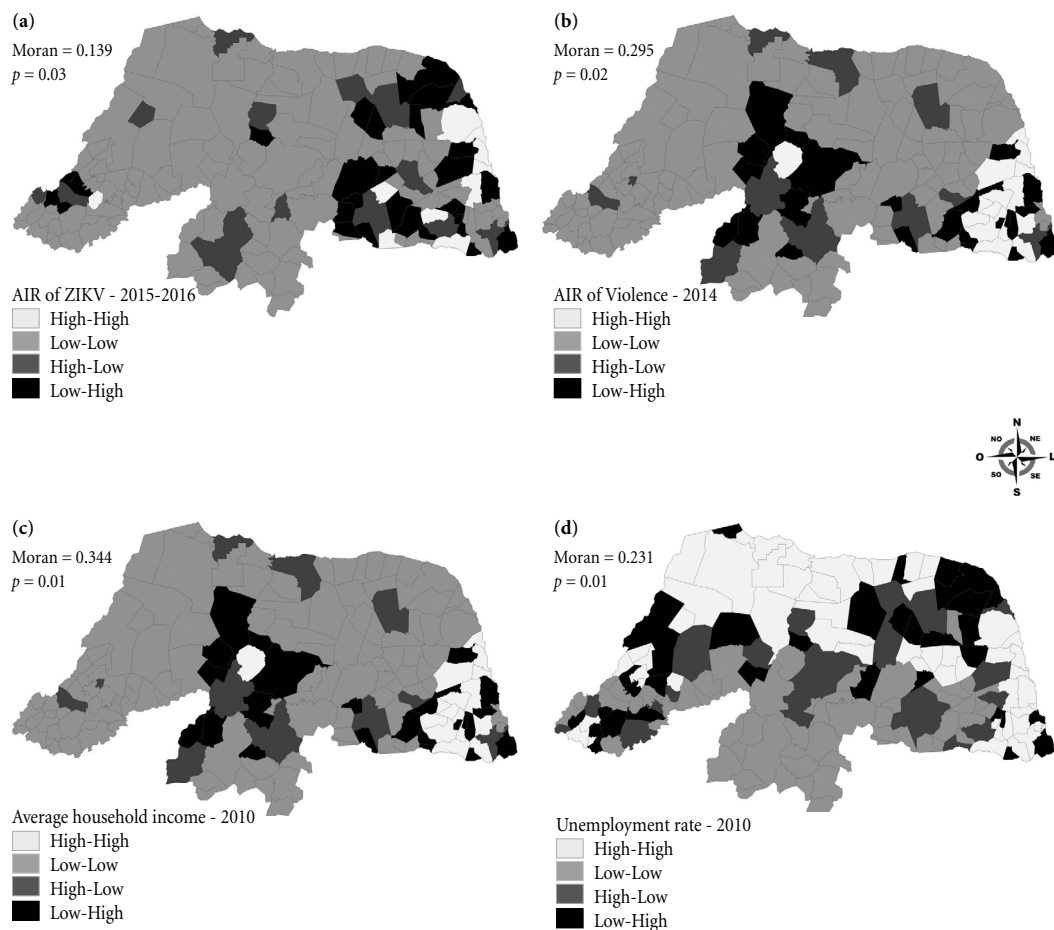 (a)
Moran = 0.139
p = 0.03
AIR of ZIKV - 2015-2016
High-High
Low-Low
High-Low
Low-High
(b)
Moran = 0.295
p = 0.02
AIR of Violence - 2014
High-High
Low-Low
High-Low
Low-High
N
NO NE
O L
SO SE
S
(c)
Moran = 0.344
p = 0.01
Average household income - 2010
High-High
Low-Low
High-Low
Low-High
(d)
Moran = 0.231
p = 0.01
Unemployment rate - 2010
High-High
Low-Low
High-Low
Low-High